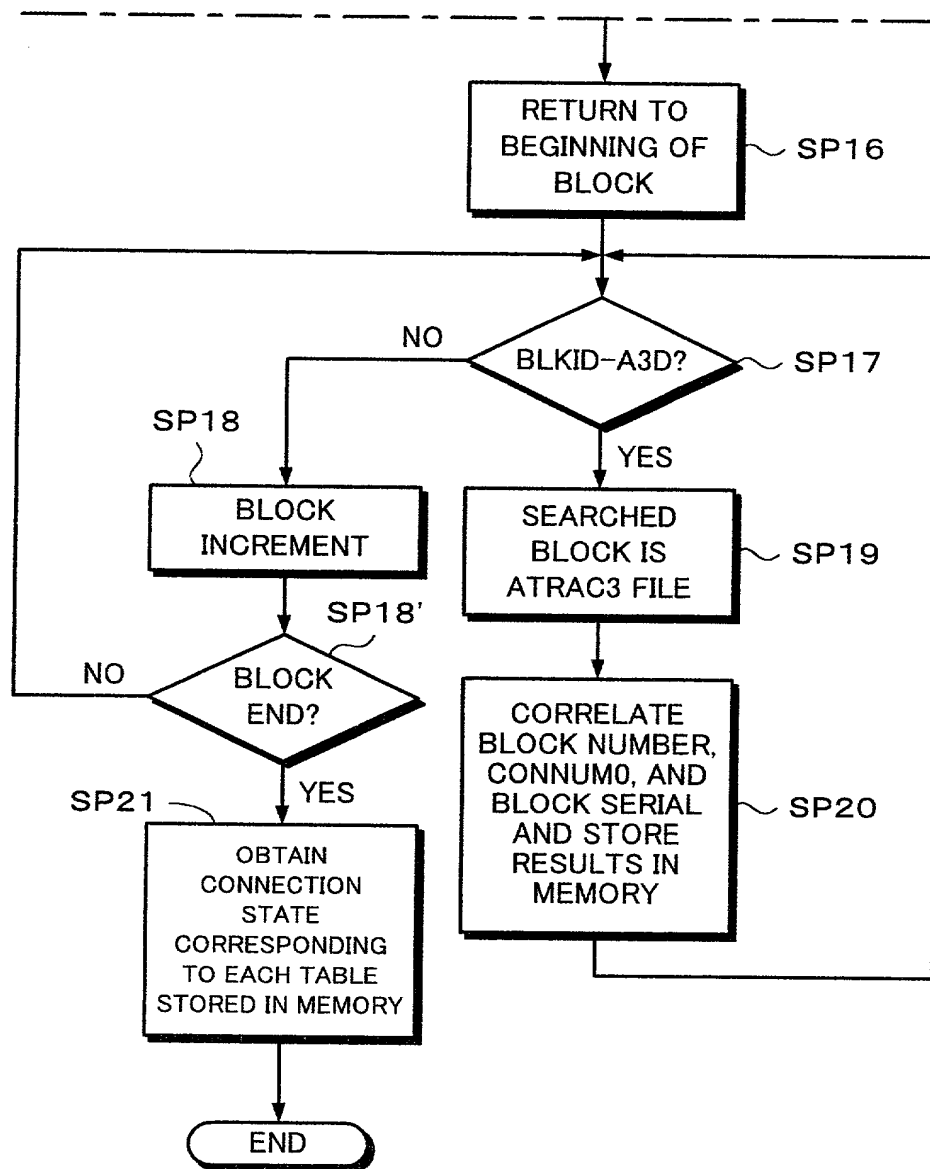 RETURN TO
BEGINNING OF
BLOCK
SP16
NO
BLKID-A3D?
SP17
YES
SP18
BLOCK
INCREMENT
SEARCHED
BLOCK IS
ATRAC3 FILE
SP19
SP18'
NO
BLOCK
END?
YES
CORRELATE
BLOCK NUMBER,
CONNUM0, AND
BLOCK SERIAL
AND STORE
RESULTS IN
MEMORY
SP20
SP21
OBTAIN
CONNECTION
STATE
CORRESPONDING
TO EACH TABLE
STORED IN MEMORY
END